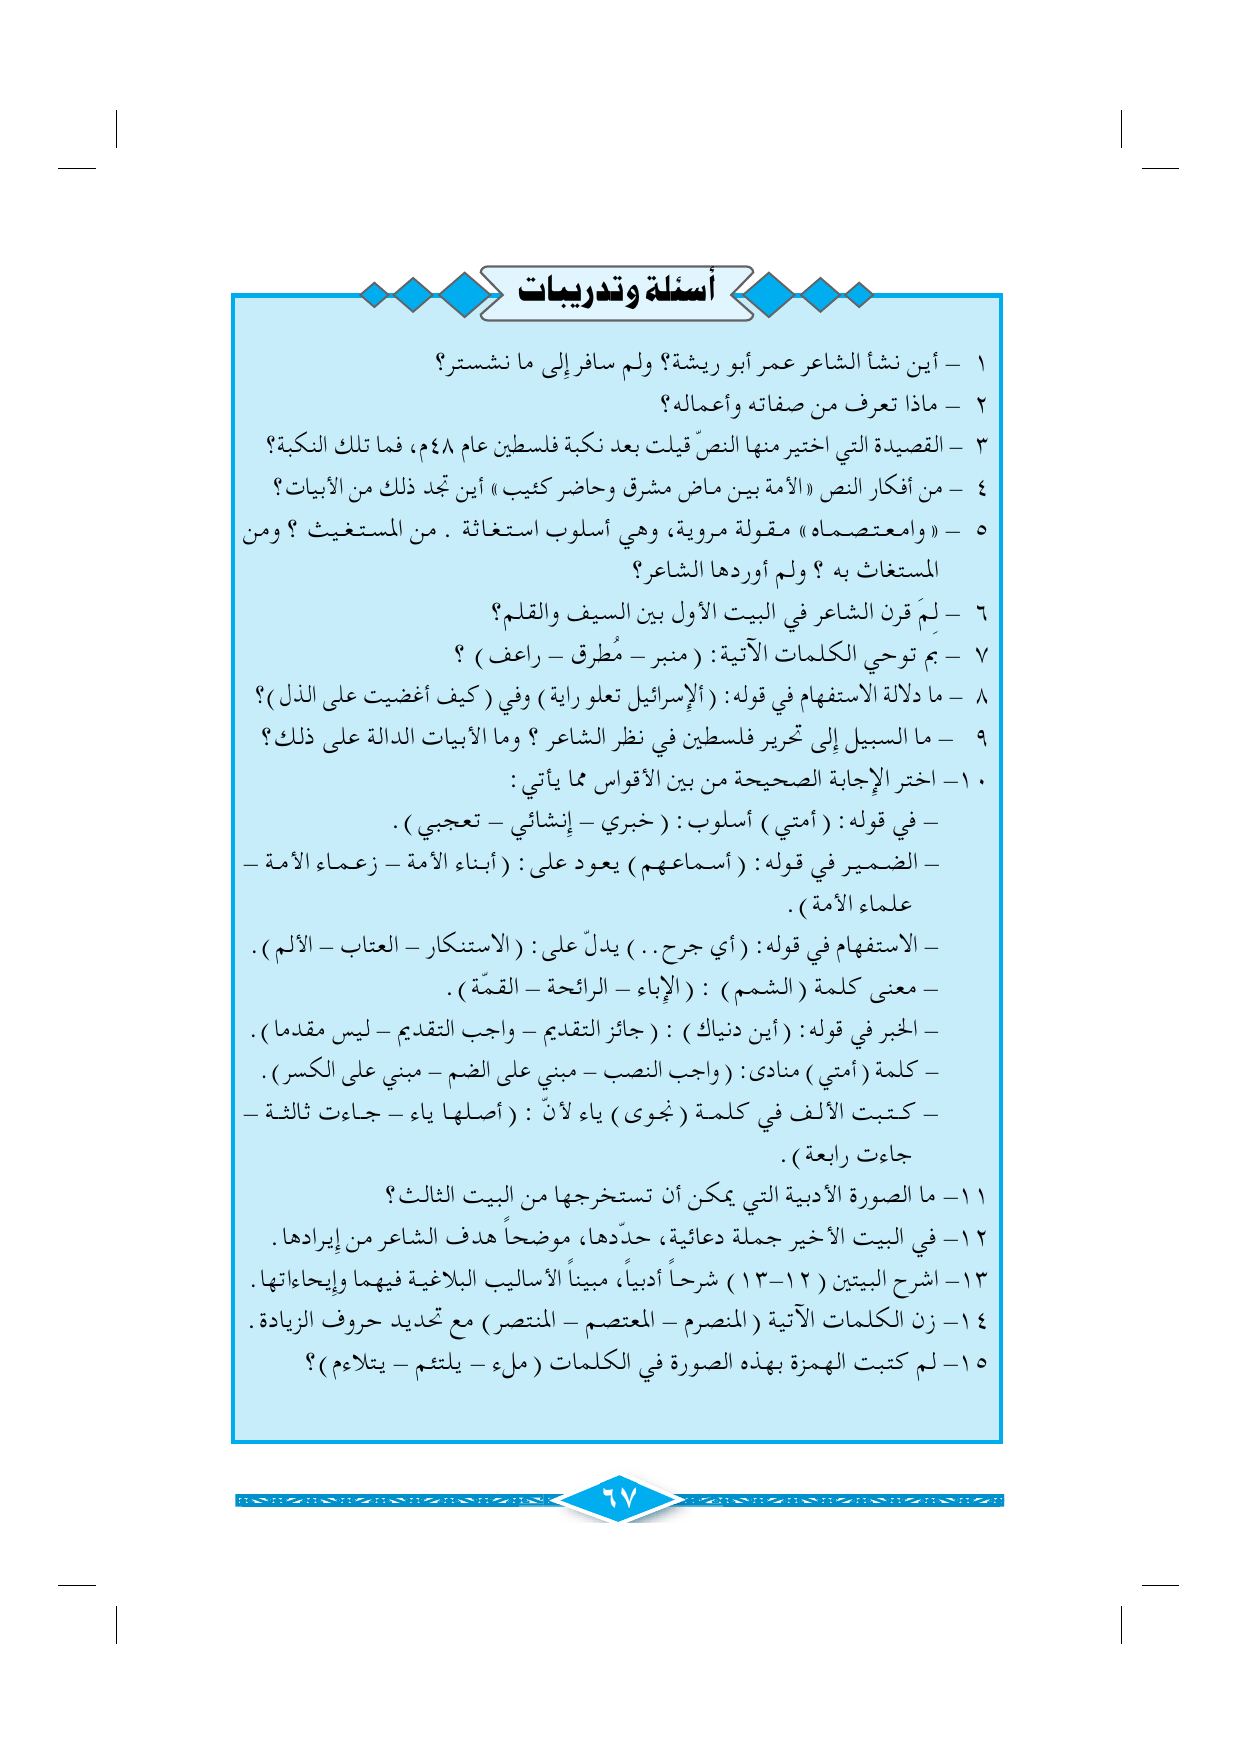 أسئلة وتدريبات
١ – أين نشأ الشاعر عمر أبو ريشة؟ ولم سافر إلى ما نشستر؟
٢ – ماذا تعرف من صفاته وأعماله؟
٣ – القصيدة التي اختير منها النصّ قيلت بعد نكبة فلسطين عام ٤٨م، فما تلك النكبة؟
٤ – من أفكار النص «الأمة بين ماض مشرق وحاضر كئيب» أين تجد ذلك من الأبيات؟
٥ – «وامعتصماه» مقولة مروية، وهي أسلوب استغاثة . من المستغيث ؟ ومن
المستغاث به ؟ ولم أوردها الشاعر؟
٦ – لِمَ قرن الشاعر في البيت الأول بين السيف والقلم؟
٧ – بم توحي الكلمات الآتية: (منبر – مُطرق – راعف) ؟
٨ – ما دلالة الاستفهام في قوله: (ألإسرائيل تعلو راية) وفي (كيف أغضيت على الذل)؟
٩ – ما السبيل إلى تحرير فلسطين في نظر الشاعر ؟ وما الأبيات الدالة على ذلك؟
١٠– اختر الإجابة الصحيحة من بين الأقواس مما يأتي:
– في قوله: (أمتي) أسلوب: (خبري – إنشائي – تعجبي).
– الضمير في قوله: (أسماعهم) يعود على: (أبناء الأمة – زعماء الأمة –
علماء الأمة).
– الاستفهام في قوله: (أي جرح..) يدلّ على: (الاستنكار – العتاب – الألم).
– معنى كلمة (الشمم) : (الإباء – الرائحة – القمّة).
– الخبر في قوله: (أين دنياك) : (جائز التقديم – واجب التقديم – ليس مقدما).
– كلمة (أمتي) منادى: (واجب النصب – مبني على الضم – مبني على الكسر).
– كتبت الألف في كلمة (نجوى) ياء لأنّ : (أصلها ياء – جاءت ثالثة –
جاءت رابعة).
١١– ما الصورة الأدبية التي يمكن أن تستخرجها من البيت الثالث؟
١٢– في البيت الأخير جملة دعائية، حدّدها، موضحاً هدف الشاعر من إيرادها.
١٣– اشرح البيتين (١٢–١٣) شرحاً أدبياً، مبيناً الأساليب البلاغية فيهما وإيحاءاتها.
١٤– زن الكلمات الآتية (المنصرم – المعتصم – المنتصر) مع تحديد حروف الزيادة.
١٥– لم كتبت الهمزة بهذه الصورة في الكلمات (ملء – يلتئم – يتلاءم)؟
٦٧